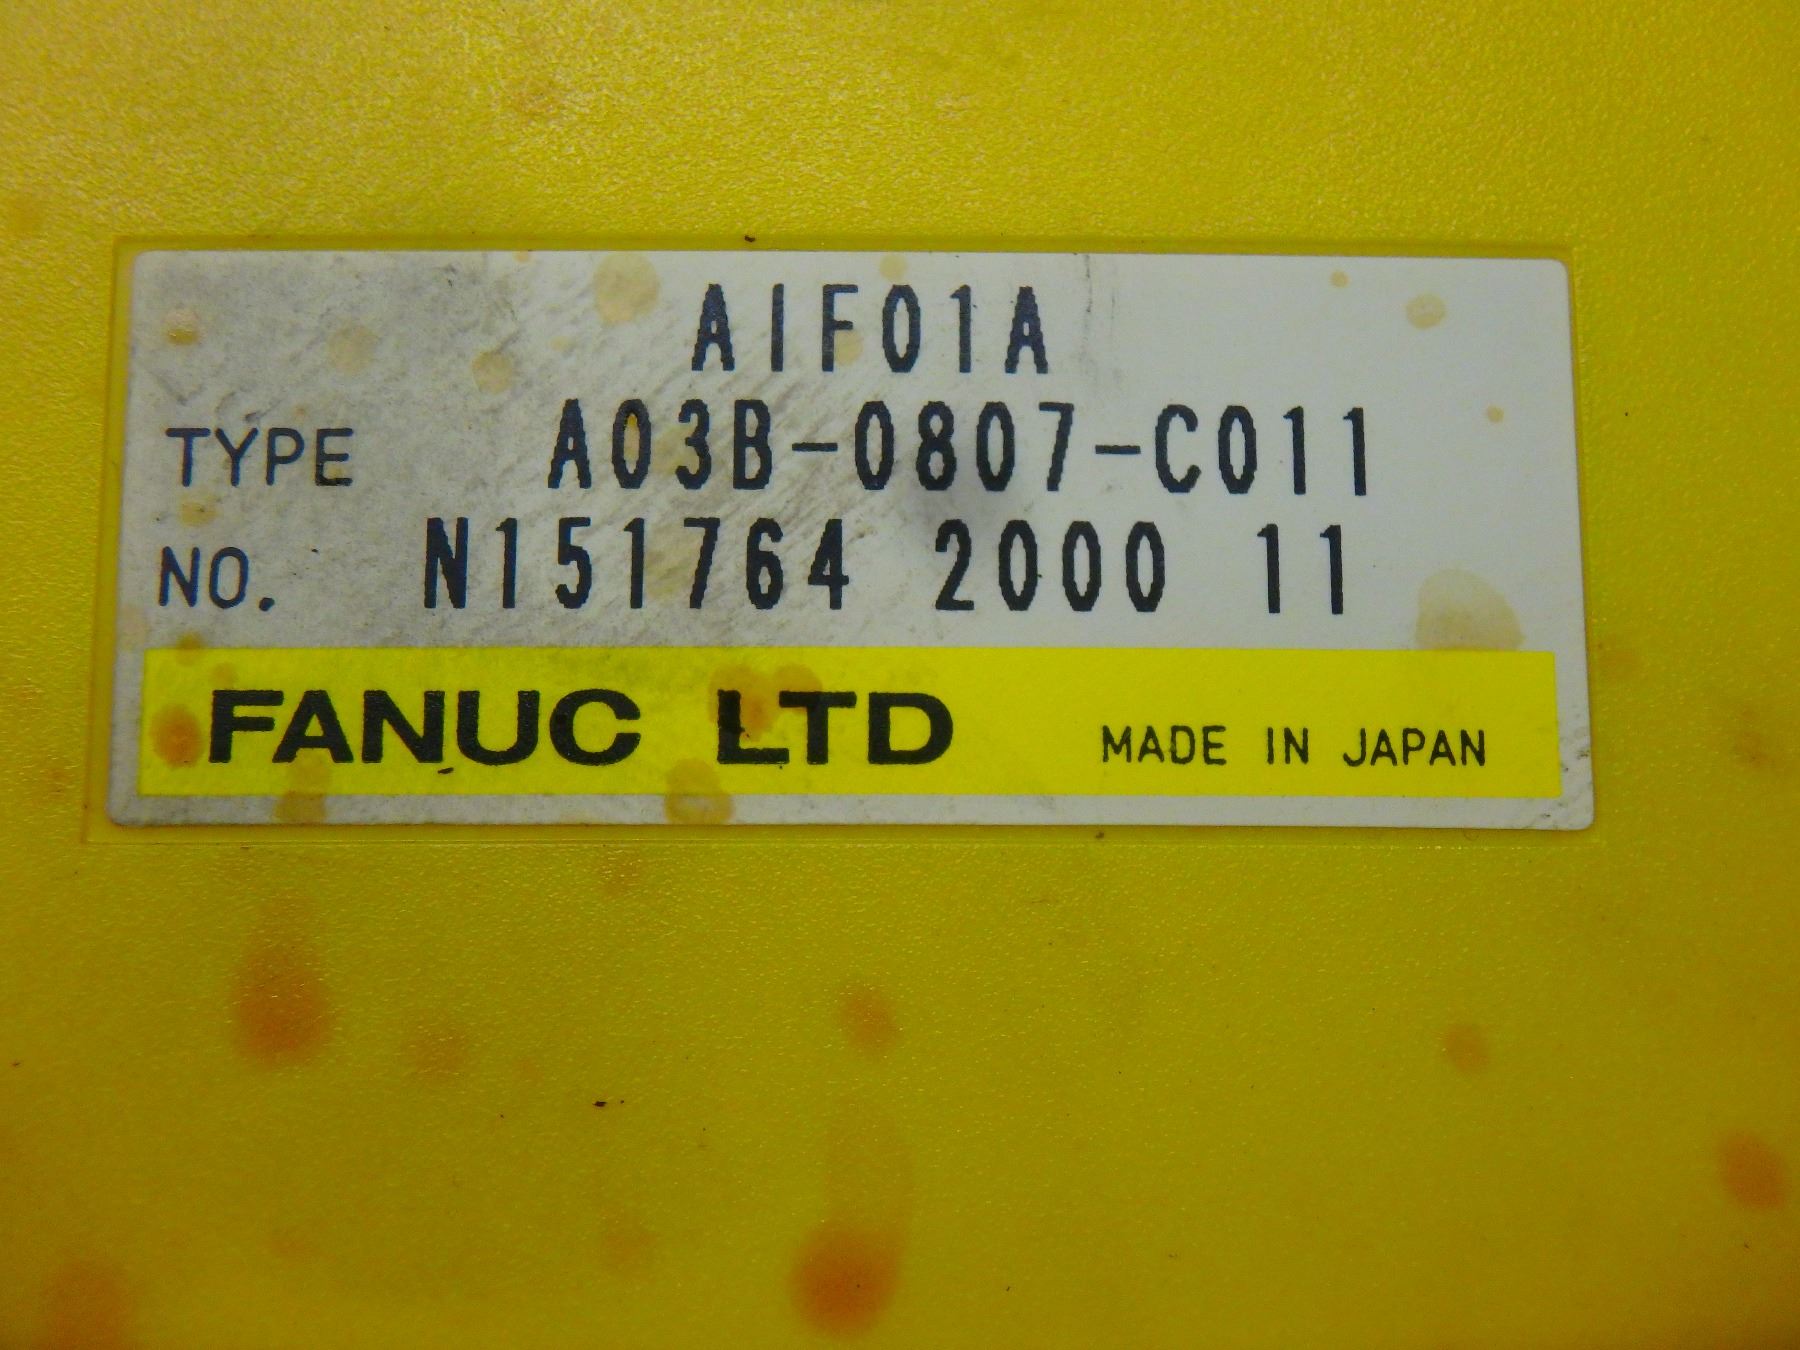 AIF01A
TYPE A03B-0807-C011
NO. N151764 2000 11
FANUC LTD MADE IN JAPAN